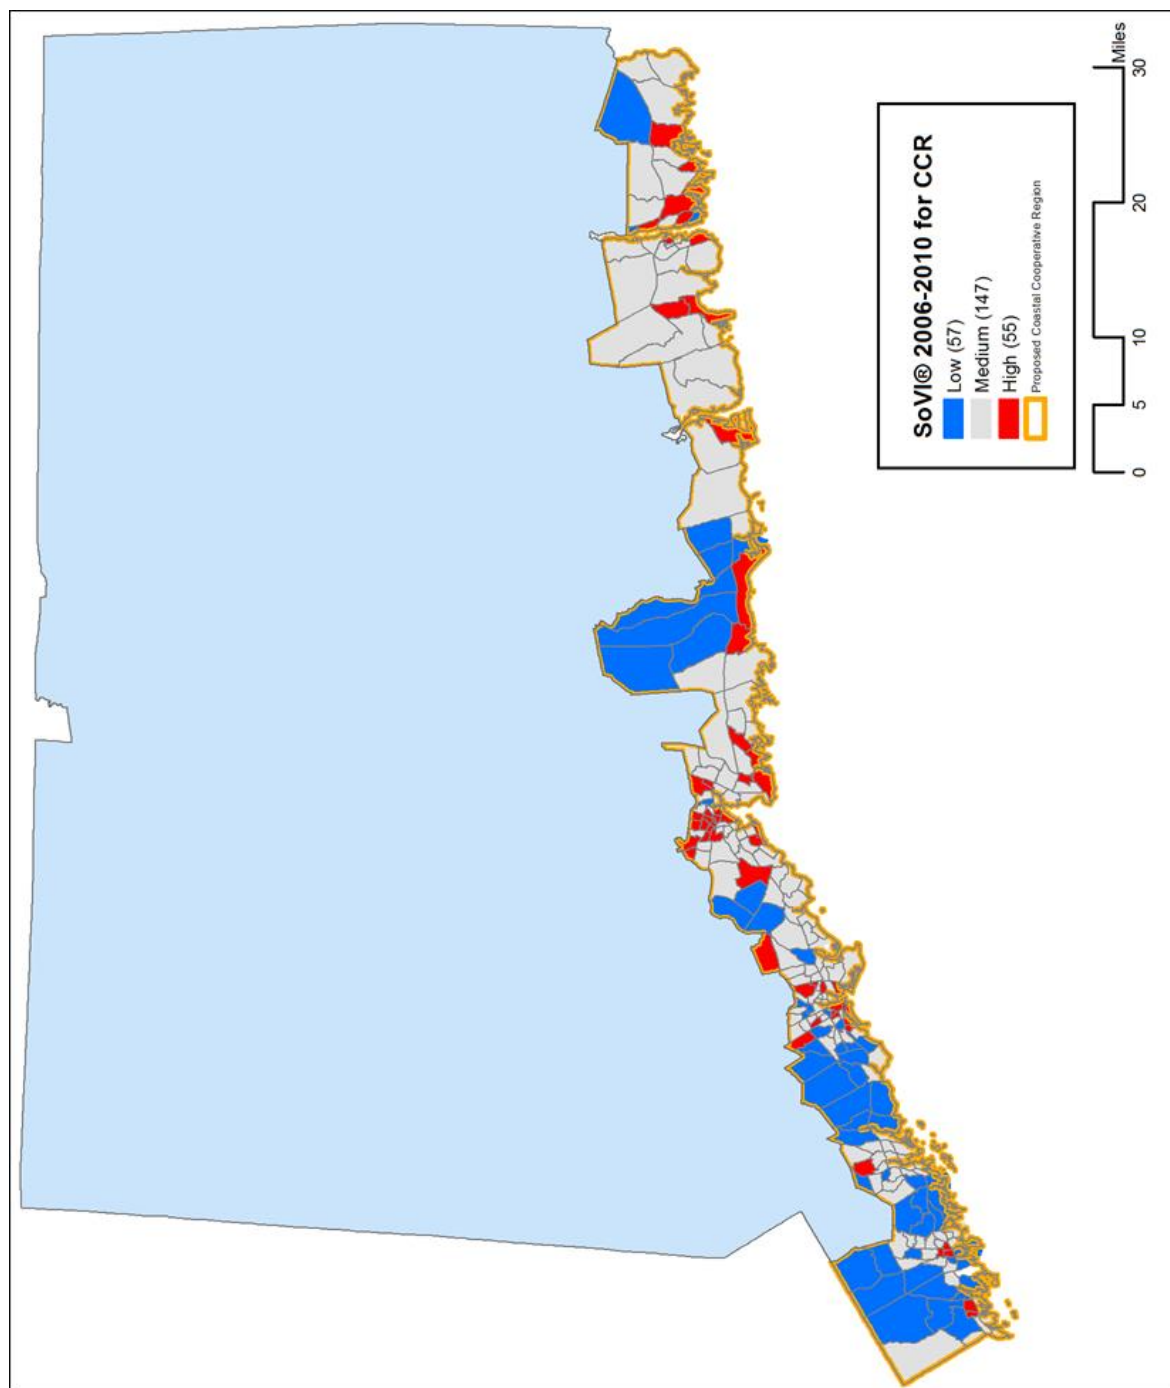 SoVI® 2006-2010 for CCR
Low (57)
Medium (147)
High (55)
Proposed Coastal Cooperative Region
0 5 10 20 30
Miles